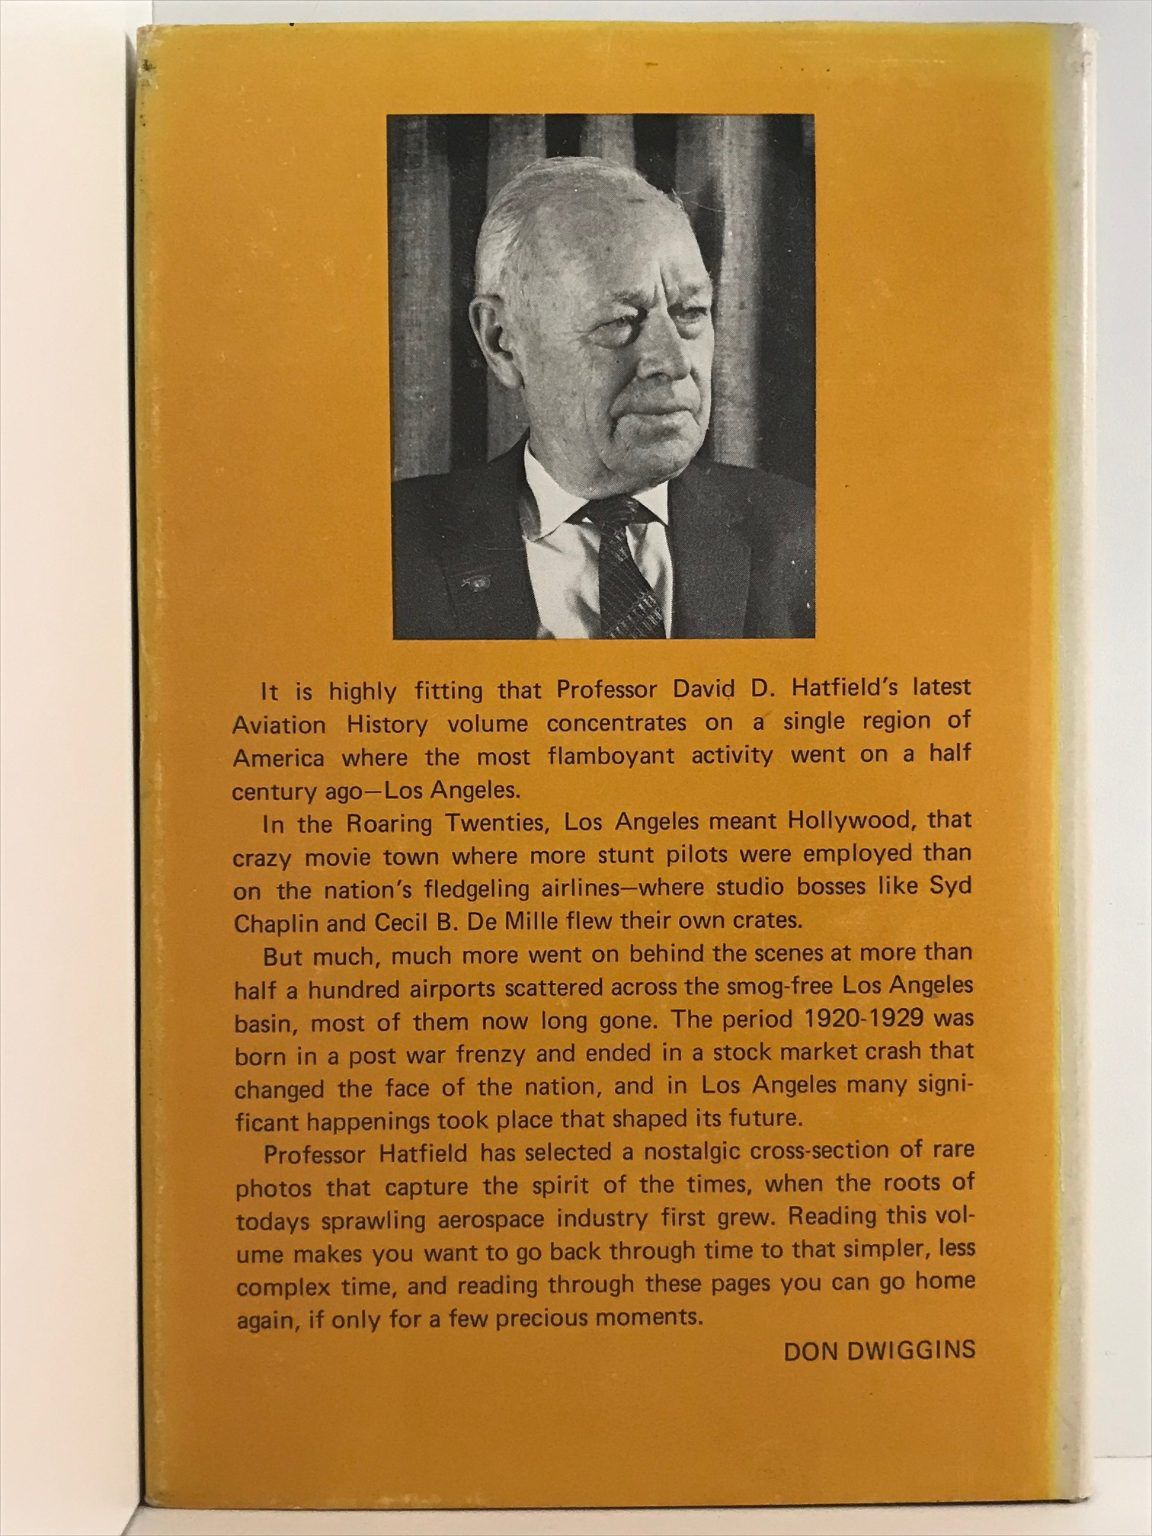 It is highly fitting that Professor David D. Hatfield's latest
Aviation History volume concentrates on a single region of
America where the most flamboyant activity went on a half
century ago—Los Angeles.
In the Roaring Twenties, Los Angeles meant Hollywood, that
crazy movie town where more stunt pilots were employed than
on the nation's fledgeling airlines—where studio bosses like Syd
Chaplin and Cecil B. De Mille flew their own crates.
But much, much more went on behind the scenes at more than
half a hundred airports scattered across the smog-free Los Angeles
basin, most of them now long gone. The period 1920-1929 was
born in a post war frenzy and ended in a stock market crash that
changed the face of the nation, and in Los Angeles many signi-
ficant happenings took place that shaped its future.
Professor Hatfield has selected a nostalgic cross-section of rare
photos that capture the spirit of the times, when the roots of
todays sprawling aerospace industry first grew. Reading this vol-
ume makes you want to go back through time to that simpler, less
complex time, and reading through these pages you can go home
again, if only for a few precious moments.
DON DWIGGINS